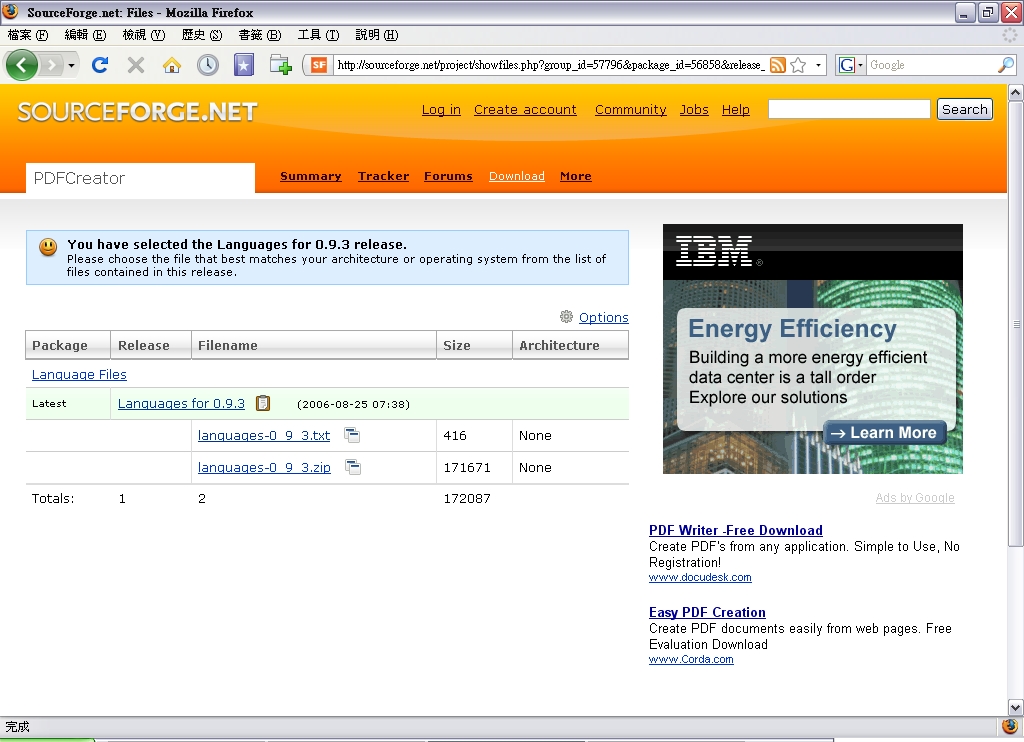 SourceForge.net: Files - Mozilla Firefox
檔案 (F) 編輯 (E) 檢視 (V) 歷史 (S) 書籤 (B) 工具 (T) 說明 (H)
SF http://sourceforge.net/project/showfiles.php?group_id=57796&package_id=56858&release_ G Google
SOURCEFORGE.NET
Log in Create account Community Jobs Help Search
PDFCreator Summary Tracker Forums Download More
You have selected the Languages for 0.9.3 release.
Please choose the file that best matches your architecture or operating system from the list of
files contained in this release.
Options
Package Release Filename Size Architecture
Language Files
Latest Languages for 0.9.3 (2006-08-25 07:38)
languages-0_9_3.txt 416 None
languages-0_9_3.zip 171671 None
Totals: 1 2 172087
IBM®
Energy Efficiency
Building a more energy efficient
data center is a tall order
Explore our solutions
→ Learn More
Ads by Google
PDF Writer -Free Download
Create PDF's from any application. Simple to Use, No
Registration!
www.docudesk.com
Easy PDF Creation
Create PDF documents easily from web pages. Free
Evaluation Download
www.Corda.com
完成